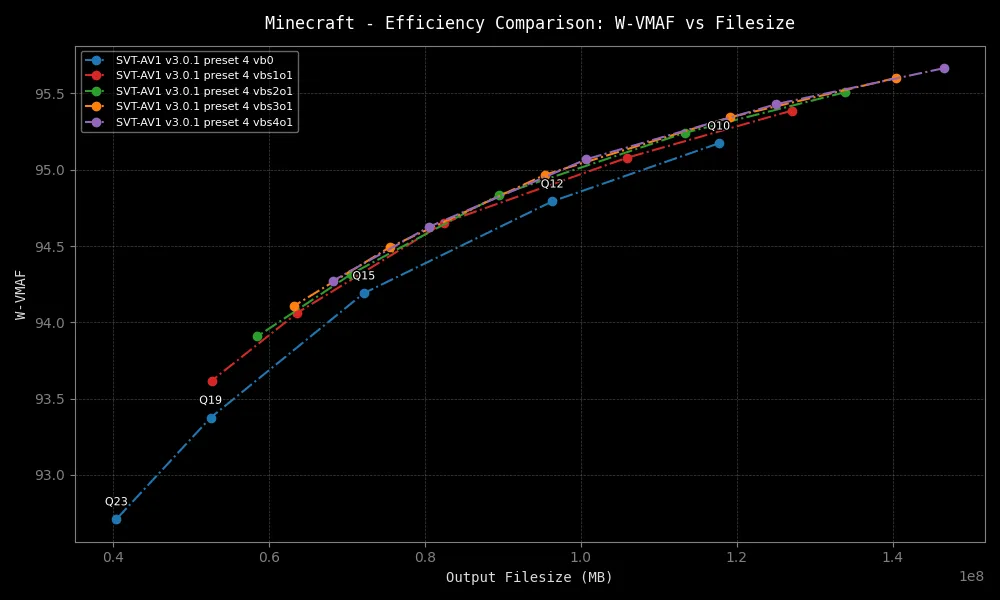 Minecraft - Efficiency Comparison: W-VMAF vs Filesize
SVT-AV1 v3.0.1 preset 4 vb0
SVT-AV1 v3.0.1 preset 4 vbs1o1
SVT-AV1 v3.0.1 preset 4 vbs2o1
SVT-AV1 v3.0.1 preset 4 vbs3o1
SVT-AV1 v3.0.1 preset 4 vbs4o1
95.5
95.0
94.5
94.0
93.5
93.0
W-VMAF
Q10
Q12
Q15
Q19
Q23
0.4 0.6 0.8 1.0 1.2 1.4
1e8
Output Filesize (MB)